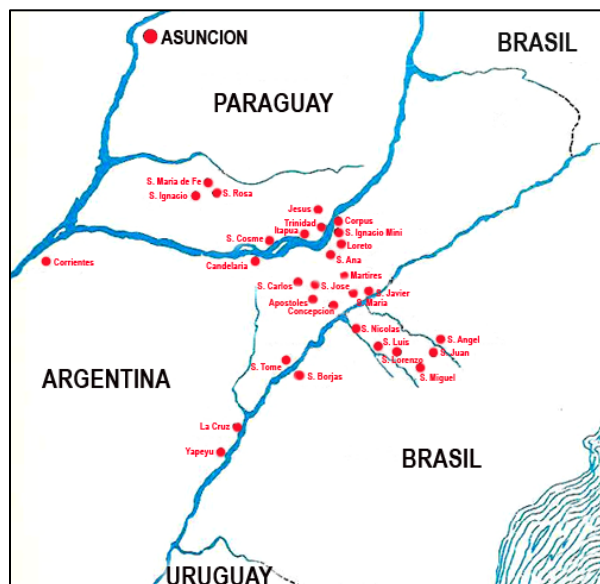 ASUNCION
BRASIL
PARAGUAY
S. Maria de Fe
S. Rosa
S. Ignacio
Jesus
Trinidad
Corpus
Itapua
S. Ignacio Mini
S. Cosme
Loreto
S. Ana
Corrientes
Candelaria
Martires
S. Carlos
S. Jose
S. Javier
Apostoles
S. Maria
Concepcion
S. Nicolas
S. Angel
S. Luis
S. Juan
S. Lorenzo
S. Tome
S. Miguel
ARGENTINA
S. Borjas
La Cruz
Yapeyu
BRASIL
URUGUAY